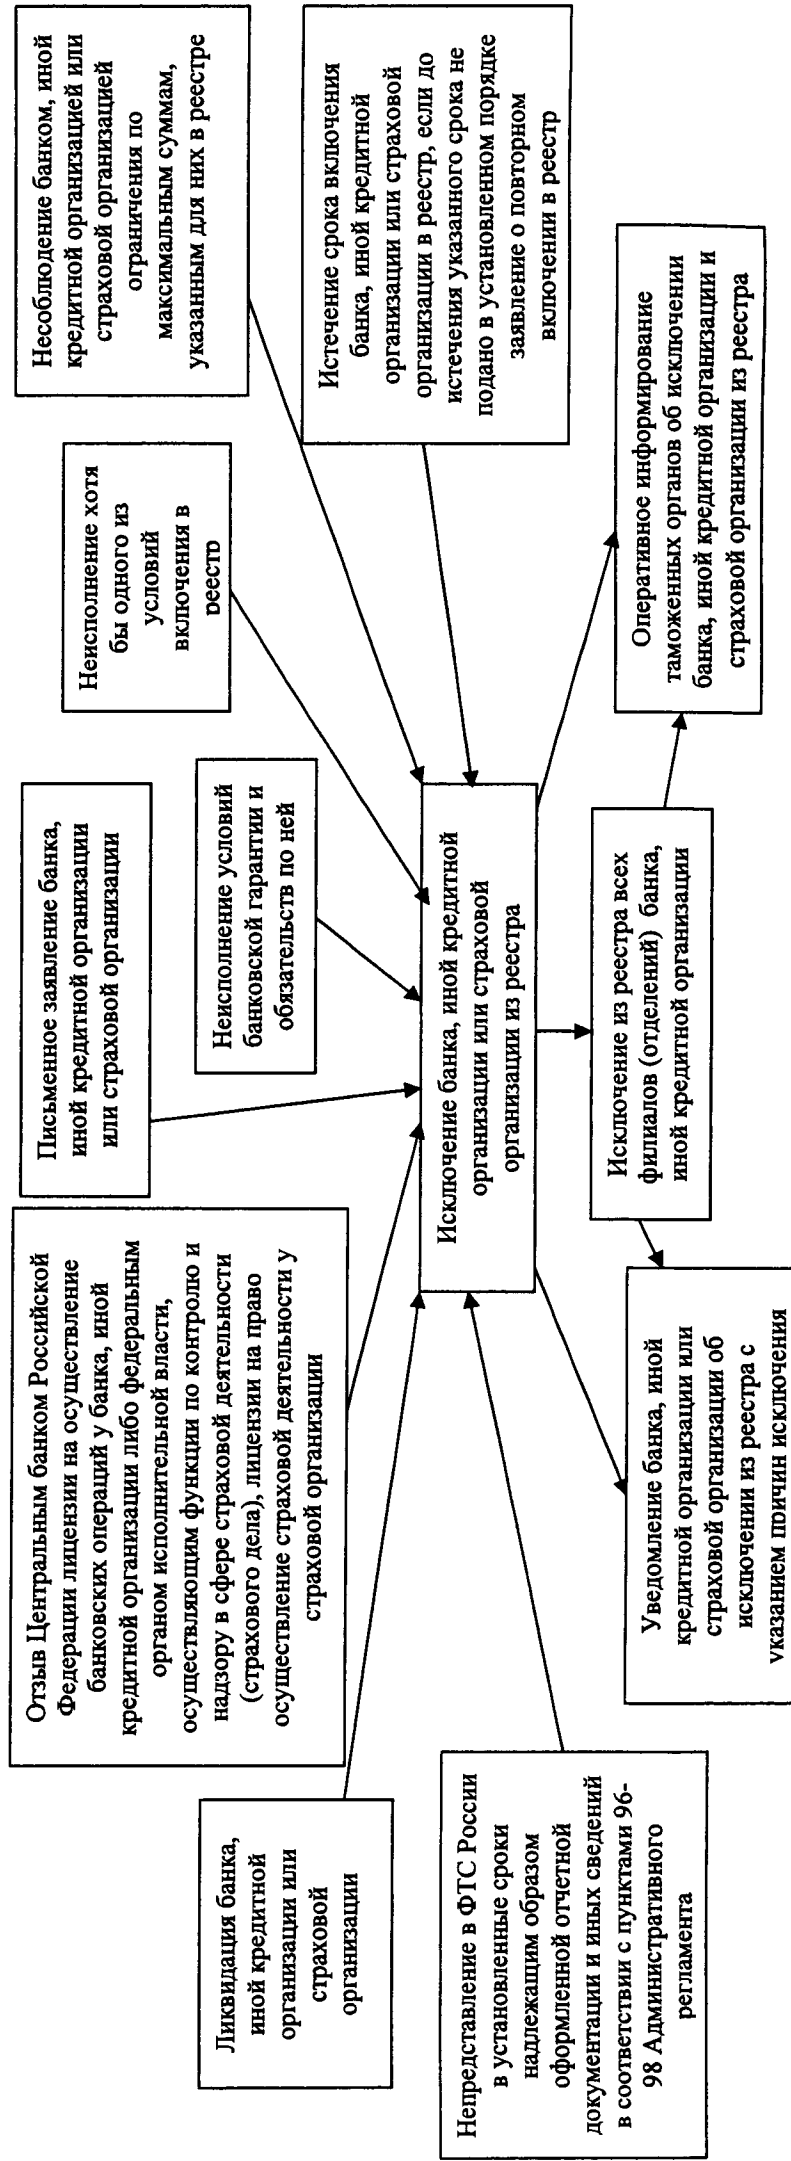 Ликвидация банка,
иной кредитной
организации или
страховой
организации
Отзыв Центральным банком Российской
Федерации лицензии на осуществление
банковских операций у банка, иной
кредитной организации либо федеральным
органом исполнительной власти,
осуществляющим функции по контролю и
надзору в сфере страховой деятельности
(страхового дела), лицензии на право
осуществление страховой деятельности у
страховой организации
Письменное заявление банка,
иной кредитной организации
или страховой организации
Неисполнение условий
банковской гарантии и
обязательств по ней
Неисполнение хотя
бы одного из
условий
включения в
реестр
Несоблюдение банком, иной
кредитной организацией или
страховой организацией
ограничения по
максимальным суммам,
указанным для них в реестре
Истечение срока включения
банка, иной кредитной
организации или страховой
организации в реестр, если до
истечения указанного срока не
подано в установленном порядке
заявление о повторном
включении в реестр
Непредставление в ФТС России
в установленные сроки
надлежащим образом
оформленной отчетной
документации и иных сведений
в соответствии с пунктами 96-
98 Административного
регламента
Исключение банка, иной кредитной
организации или страховой
организации из реестра
Уведомление банка, иной
кредитной организации или
страховой организации об
исключении из реестра с
указанием причин исключения
Исключение из реестра всех
филиалов (отделений) банка,
иной кредитной организации
Оперативное информирование
таможенных органов об исключении
банка, иной кредитной организации и
страховой организации из реестра